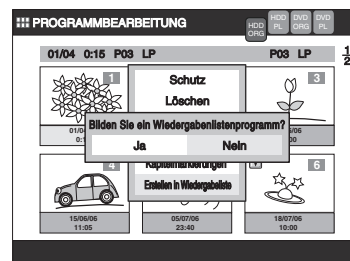 PROGRAMMBEARBEITUNG
HDD ORG
HDD PL
DVD ORG
DVD PL
01/04 0:15 P03 LP P03 LP
1
2
1
Schutz
3
Löschen
Bilden Sie ein Wiedergabenlistenprogramm?
Ja Nein
4
Kapitelmarkierungen
6
Erstellen in Wiedergabeliste
15/06/06
11:05
05/07/06
23:40
18/07/06
10:00